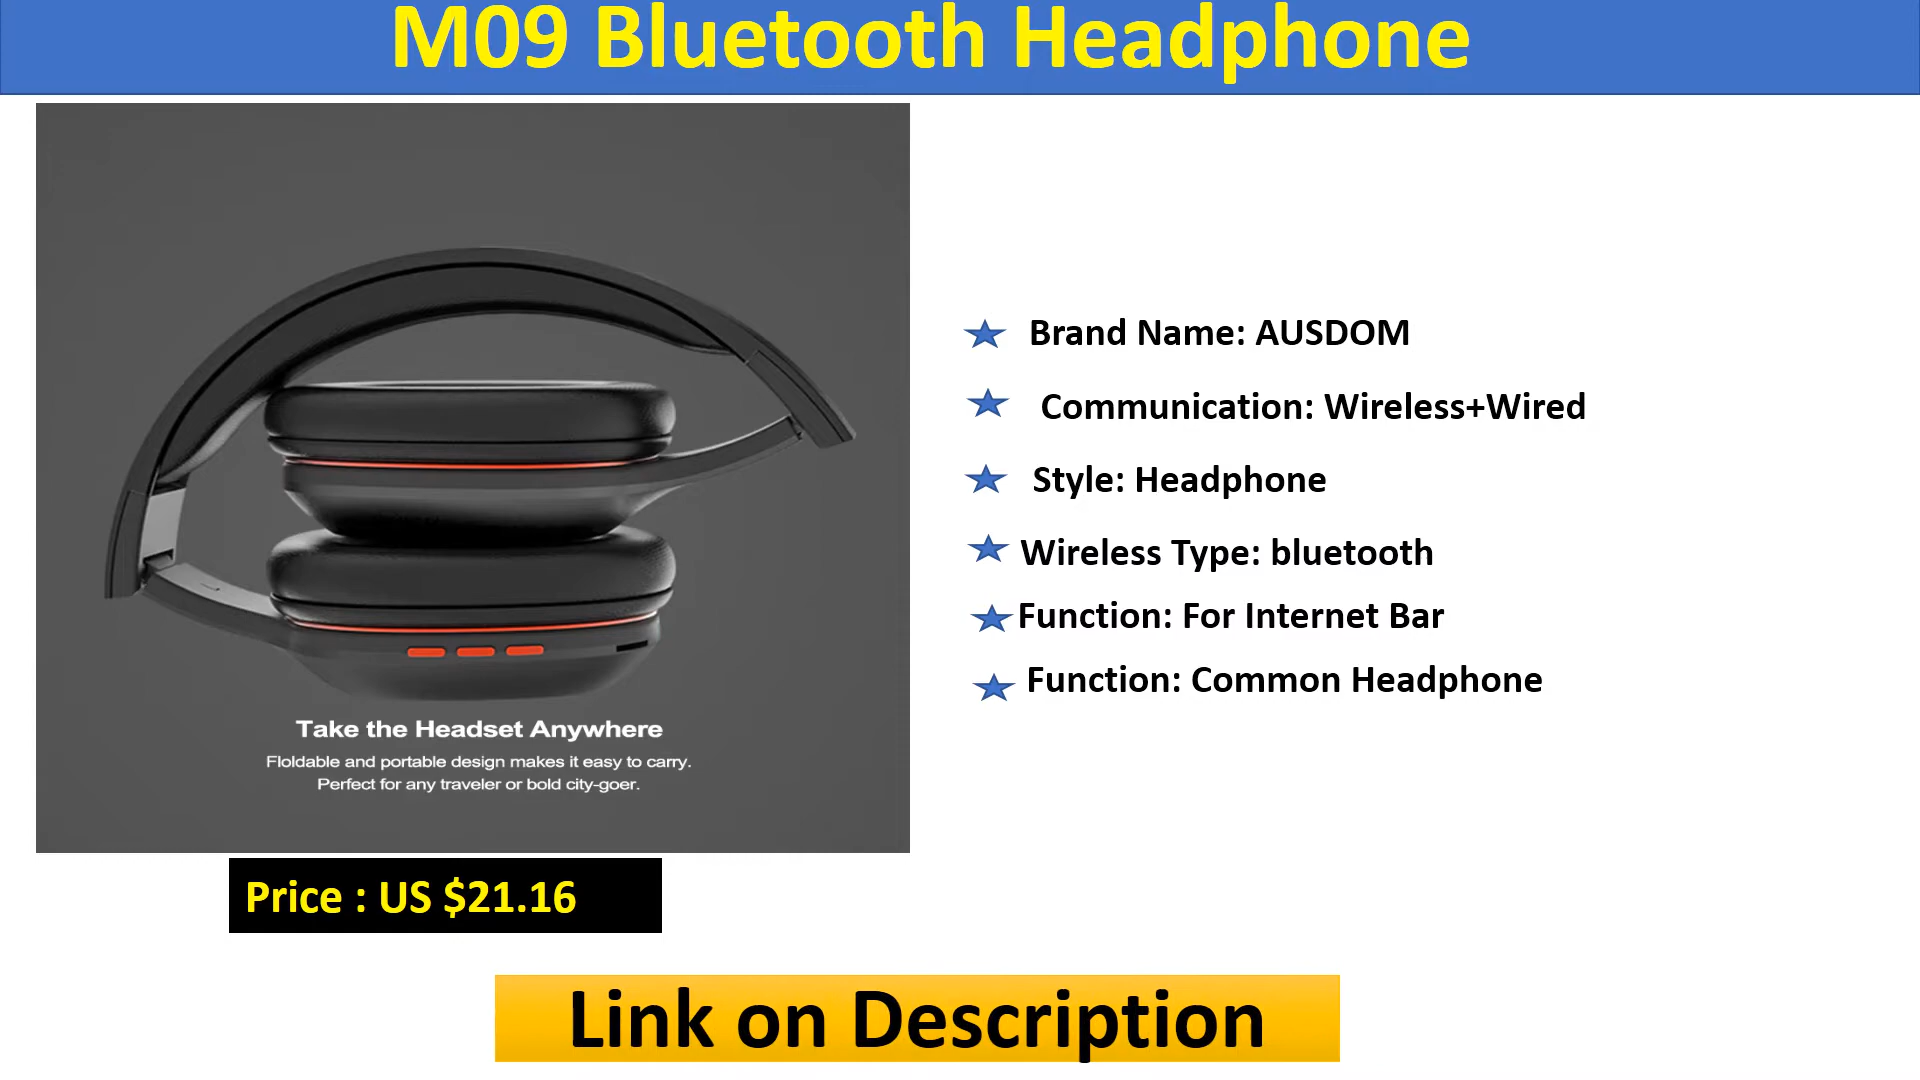 M09 Bluetooth Headphone
Brand Name: AUSDOM
Communication: Wireless+Wired
Style: Headphone
Wireless Type: bluetooth
Function: For Internet Bar
Function: Common Headphone
Take the Headset Anywhere
Floldable and portable design makes it easy to carry.
Perfect for any traveler or bold city-goer.
Price : US $21.16
Link on Description